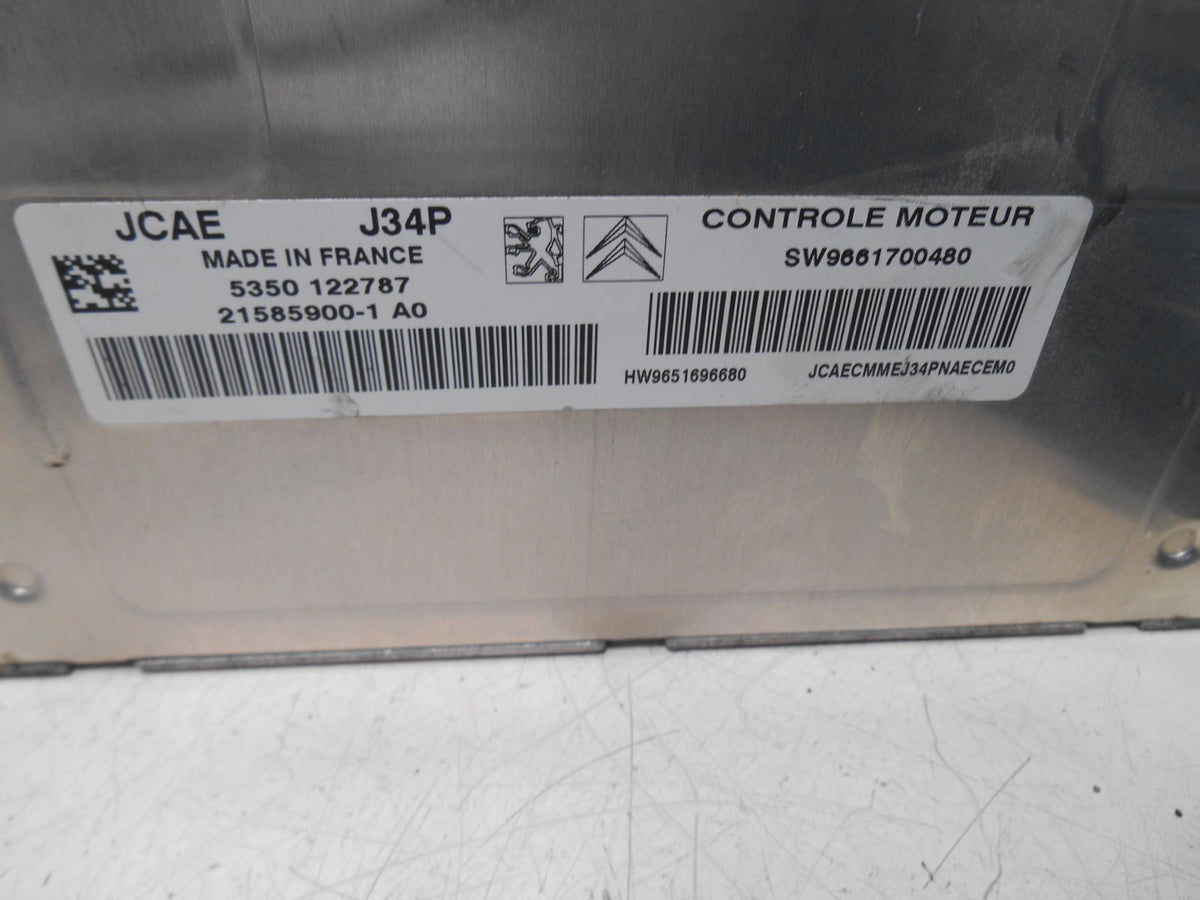 JCAE J34P
MADE IN FRANCE
5350 122787
21585900-1 A0
CONTROLE MOTEUR
SW9661700480
HW9651696680 JCAECMMEJ34PNAECEM0